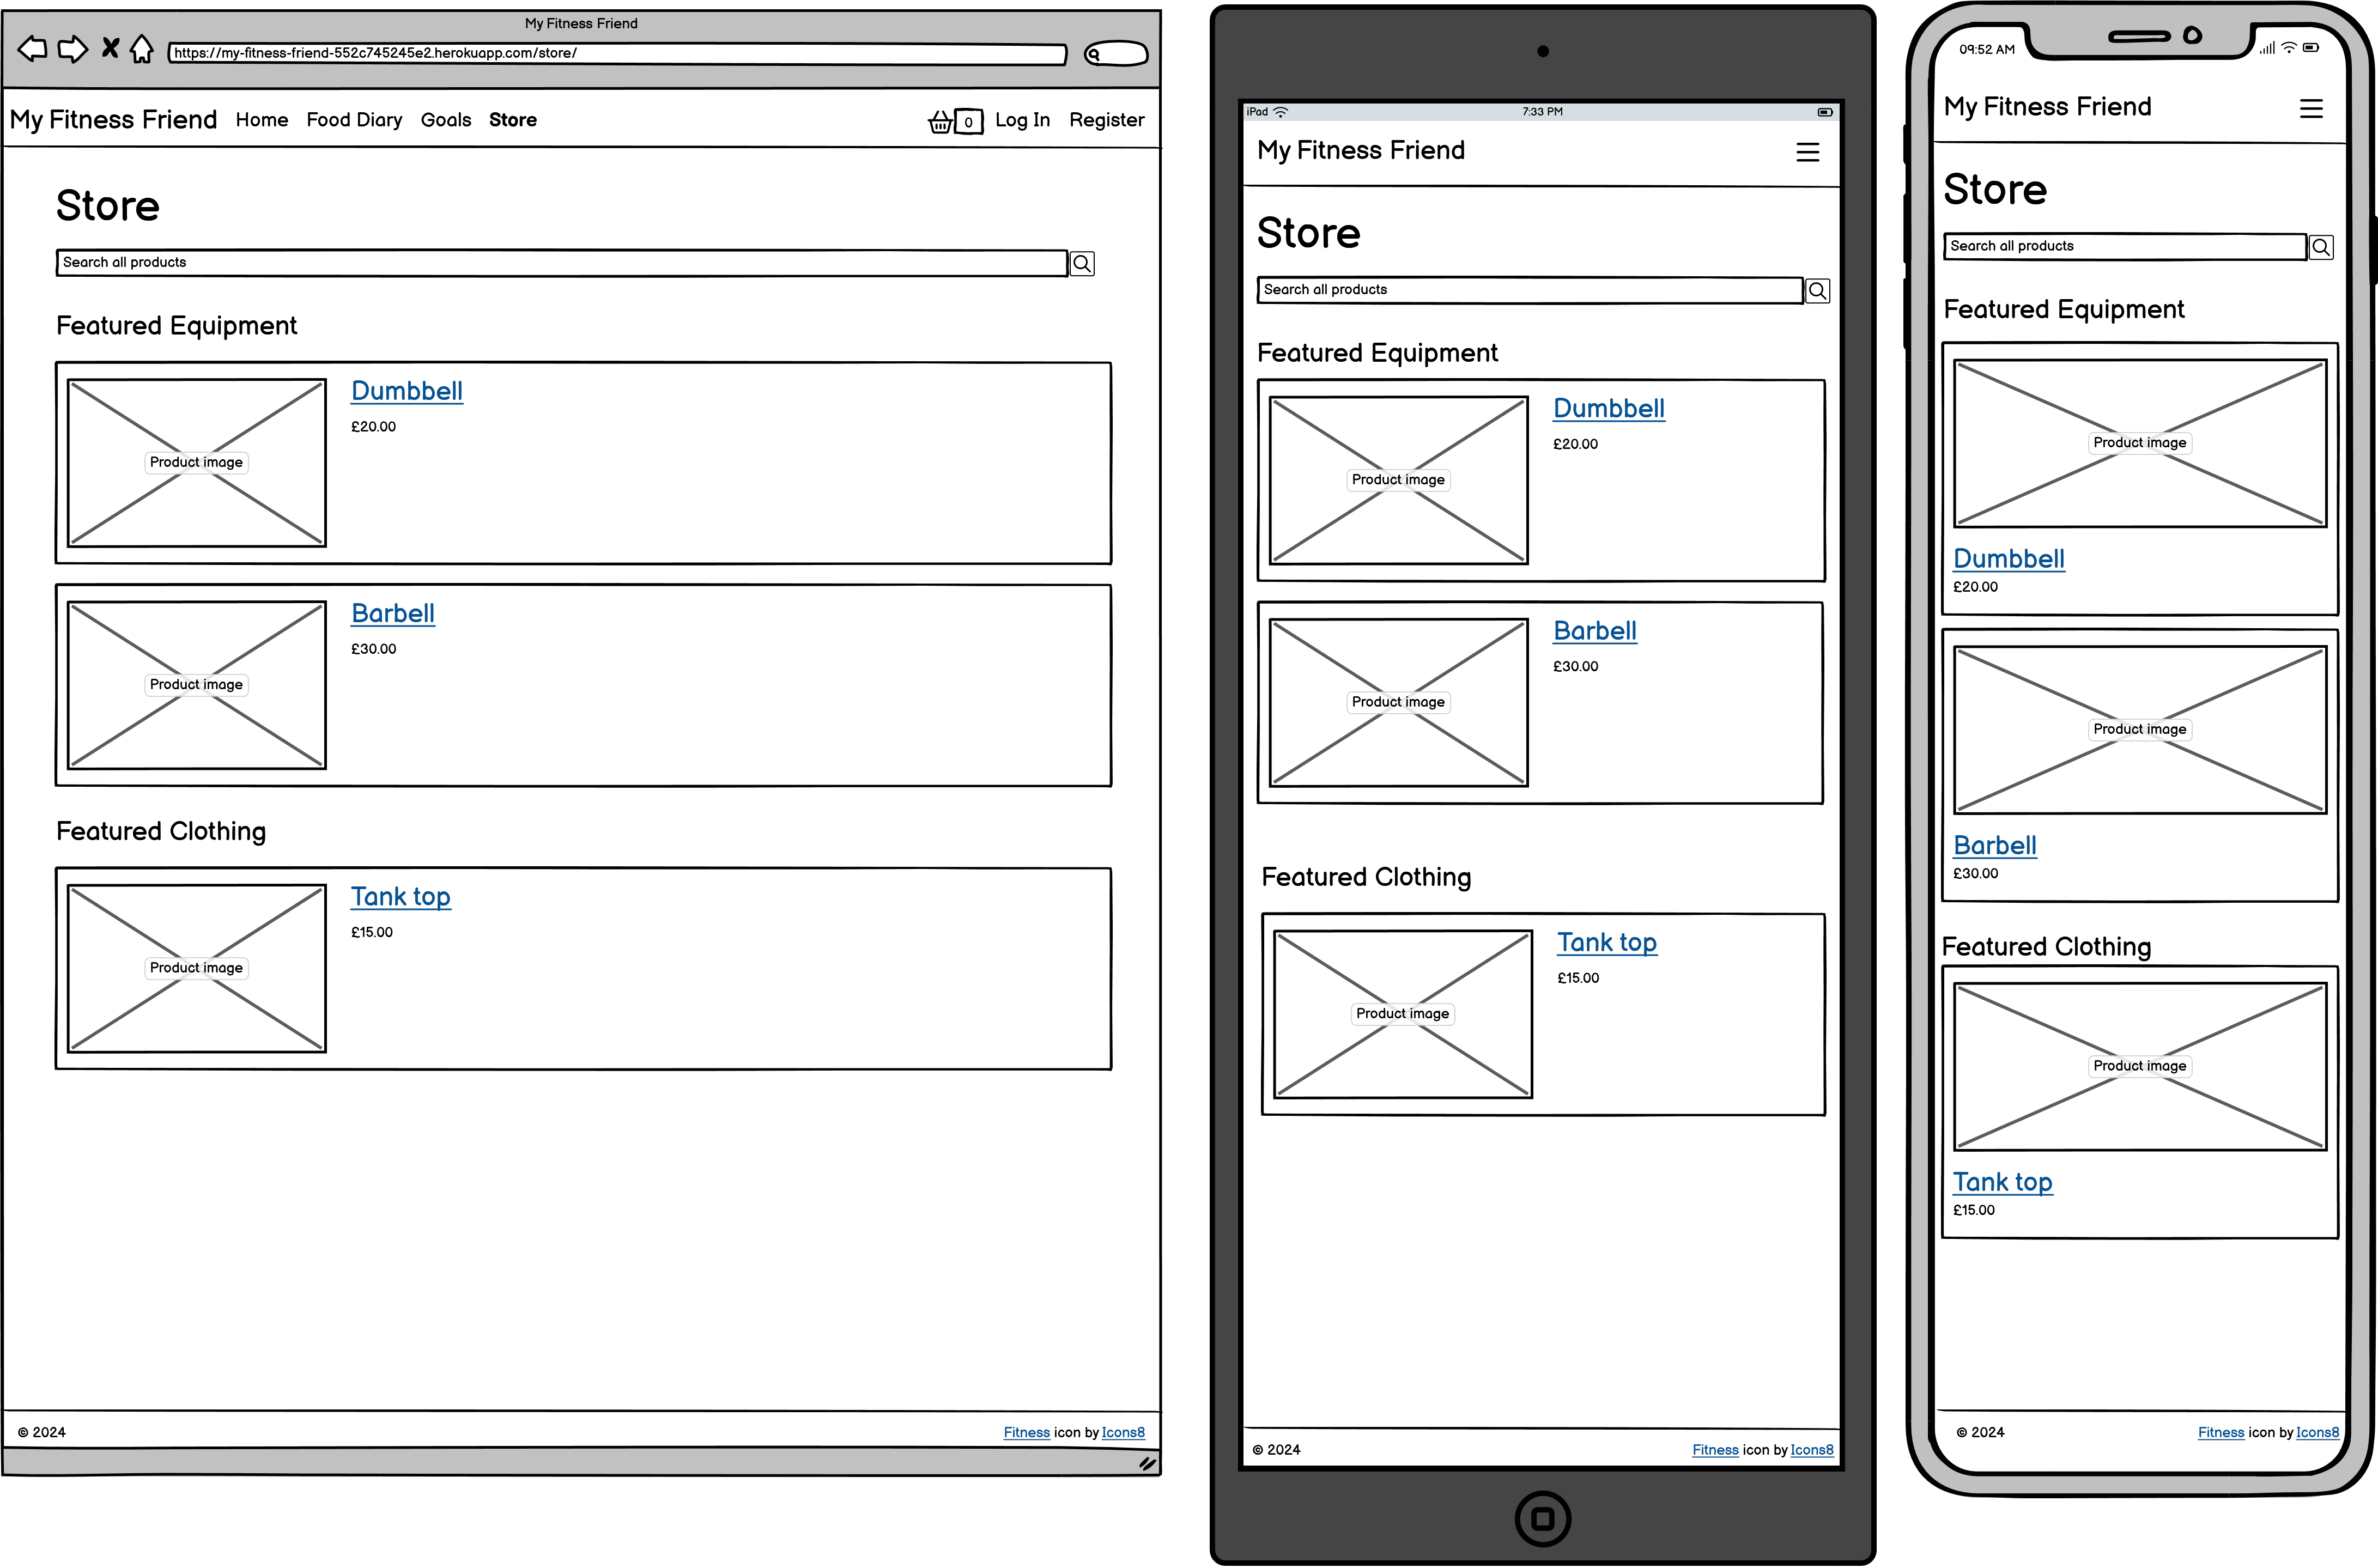 My Fitness Friend
https://my-fitness-friend-552c745245e2.herokuapp.com/store/
My Fitness Friend Home Food Diary Goals Store 0 Log In Register
Store
Search all products
Featured Equipment
Dumbbell
£20.00
Product image
Barbell
£30.00
Product image
Featured Clothing
Tank top
£15.00
Product image
© 2024 Fitness icon by Icons8
iPad 7:33 PM
My Fitness Friend
Store
Search all products
Featured Equipment
Dumbbell
£20.00
Product image
Barbell
£30.00
Product image
Featured Clothing
Tank top
£15.00
Product image
© 2024 Fitness icon by Icons8
09:52 AM
My Fitness Friend
Store
Search all products
Featured Equipment
Product image
Dumbbell
£20.00
Product image
Barbell
£30.00
Featured Clothing
Product image
Tank top
£15.00
© 2024 Fitness icon by Icons8